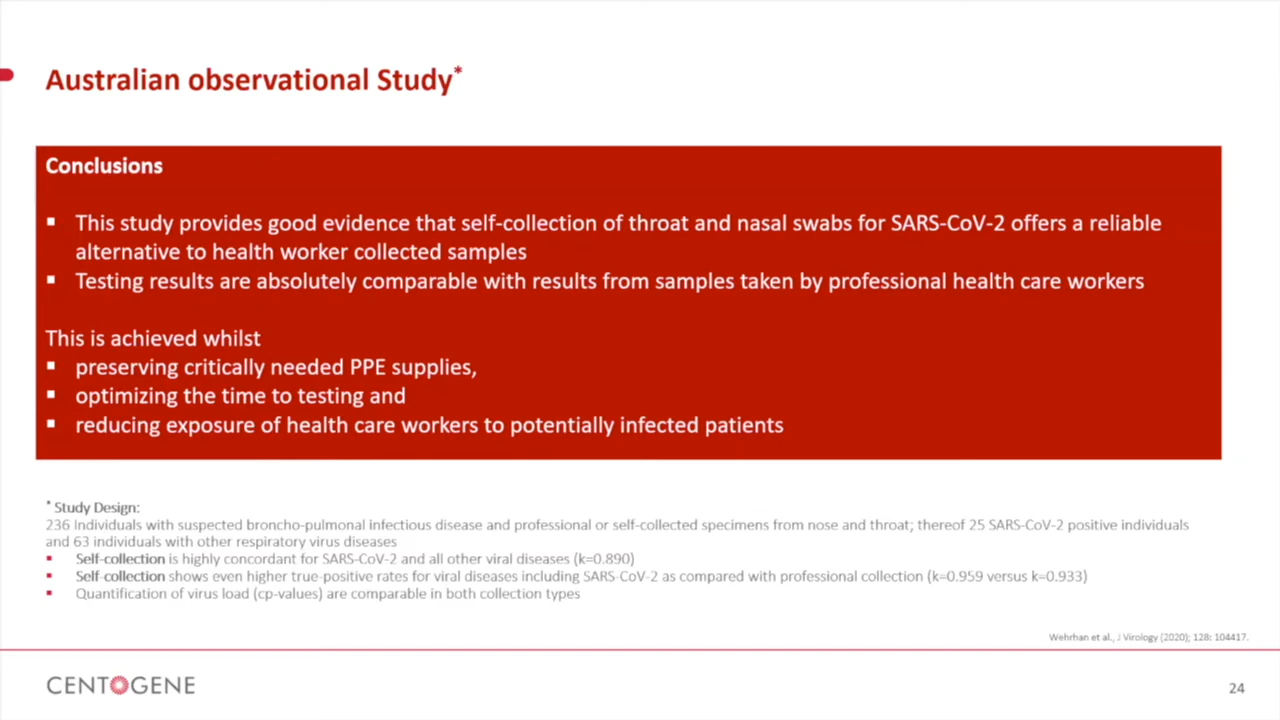 Australian observational Study*
Conclusions
▪ This study provides good evidence that self-collection of throat and nasal swabs for SARS-CoV-2 offers a reliable
alternative to health worker collected samples
▪ Testing results are absolutely comparable with results from samples taken by professional health care workers
This is achieved whilst
▪ preserving critically needed PPE supplies,
▪ optimizing the time to testing and
▪ reducing exposure of health care workers to potentially infected patients
* Study Design:
236 Individuals with suspected broncho-pulmonal infectious disease and professional or self-collected specimens from nose and throat; thereof 25 SARS-CoV-2 positive individuals
and 63 individuals with other respiratory virus diseases
▪ Self-collection is highly concordant for SARS-CoV-2 and all other viral diseases (k=0.890)
▪ Self-collection shows even higher true-positive rates for viral diseases including SARS-CoV-2 as compared with professional collection (k=0.959 versus k=0.933)
▪ Quantification of virus load (cp-values) are comparable in both collection types
Wehrhan et al., J Virology (2020); 128: 104417.
CENTOGENE
24